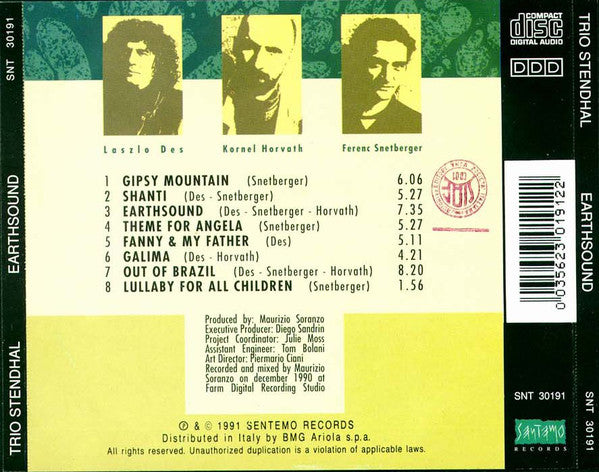 SNT 30191
EARTHSOUND
TRIO STENDHAL
Laszlo Des
Kornel Horvath
Ferenc Snetberger
1 GIPSY MOUNTAIN (Snetberger) 6.06
2 SHANTI (Des - Snetberger) 5.27
3 EARTHSOUND (Des - Snetberger - Horvath) 7.35
4 THEME FOR ANGELA (Snetberger) 5.27
5 FANNY & MY FATHER (Des) 5.11
6 GALIMA (Des - Horvath) 4.21
7 OUT OF BRAZIL (Des - Snetberger - Horvath) 8.20
8 LULLABY FOR ALL CHILDREN (Snetberger) 1.56
Produced by: Maurizio Soranzo
Executive Producer: Diego Sandrin
Project Coordinator: Julie Moss
Assistant Engineer: Tom Bolani
Art Director: Piermario Ciani
Recorded and mixed by Maurizio
Soranzo on december 1990 at
Farm Digital Recording Studio
℗ & © 1991 SENTEMO RECORDS
Distributed in Italy by BMG Ariola s.p.a.
All rights reserved. Unauthorized duplication is a violation of applicable laws.
COMPACT
disc
DIGITAL AUDIO
DDD
0 035623 019122
SNT 30191
Santemo
RECORDS
TRIO STENDHAL
EARTHSOUND
SNT 30191